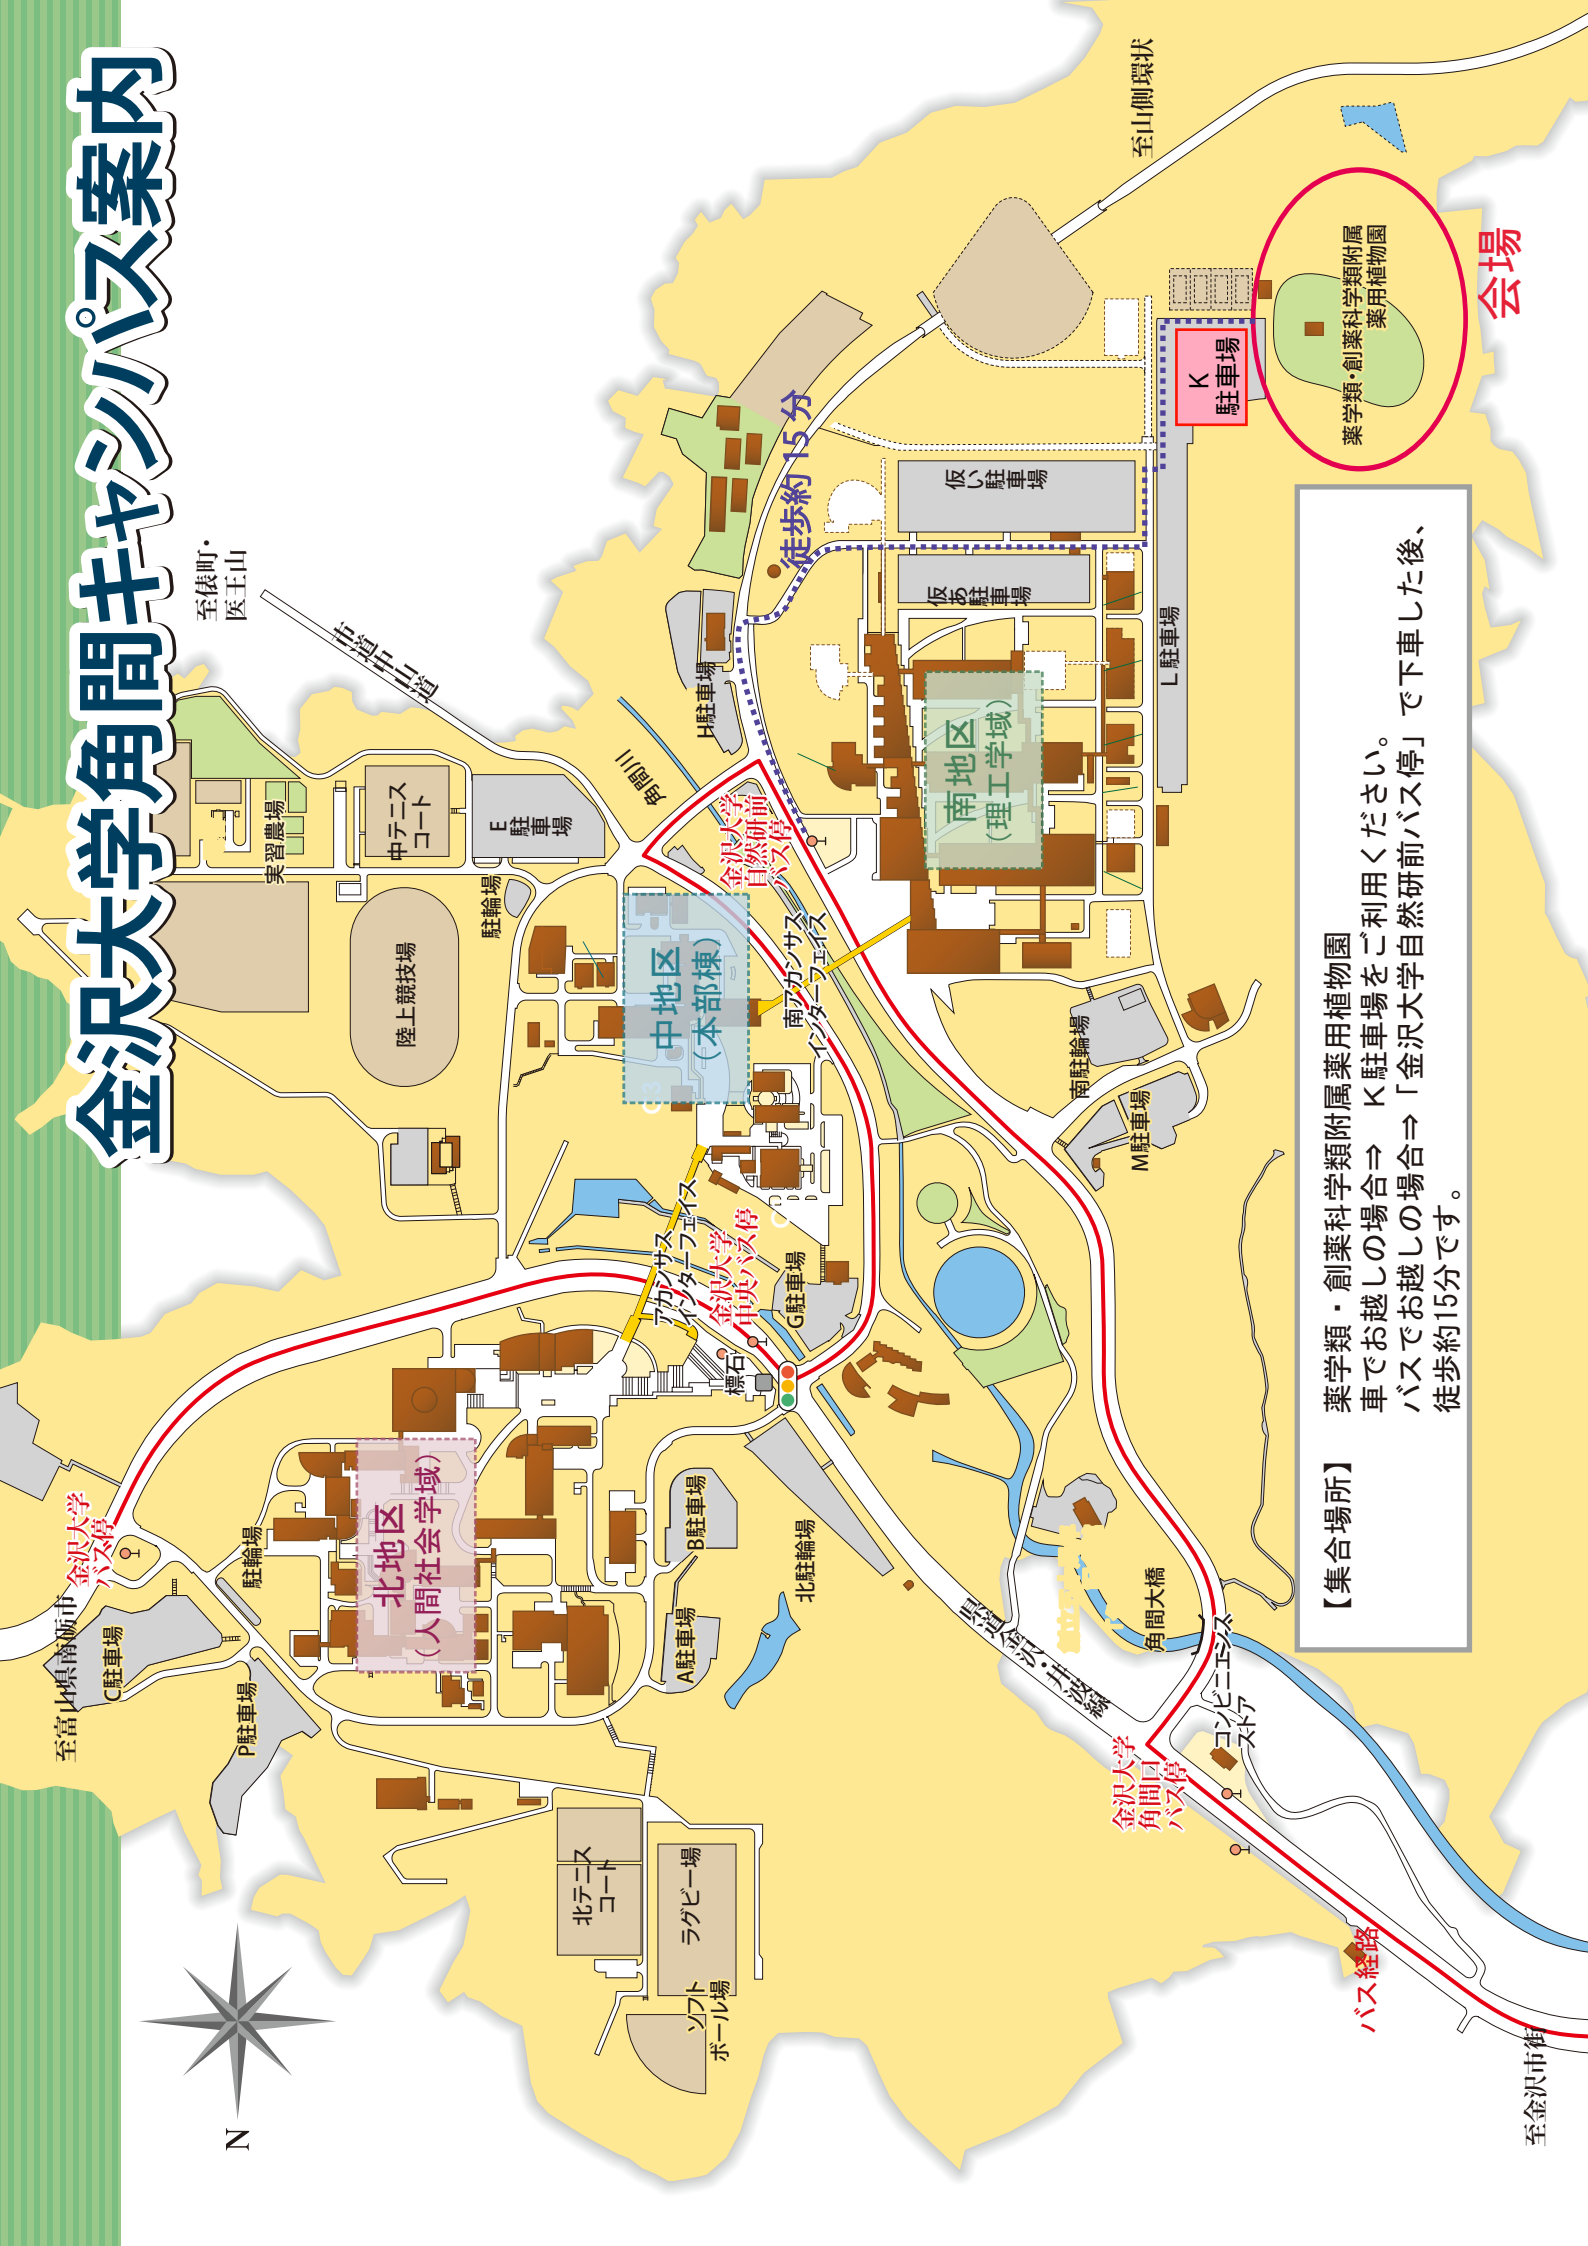 金沢大学角間キャンパス案内
至俵町・
医王山
市道中山道
至山側環状
実習農場
中テニス
コート
E
駐
車
場
駐輪場
陸上競技場
角間川
H駐車場
徒歩約15分
金沢大学
自然研前
バス停
中地区
（本部棟）
南アカンサス
インターフェイス
仮
い
駐
車
場
仮
あ
駐
車
場
南地区
（理工学域）
L駐車場
K
駐車場
薬学類・創薬科学類附属
薬用植物園
会場
南駐輪場
M駐車場
アカンサス
インターフェイス
金沢大学
中央バス停
G駐車場
標石
金沢大学
バス停
至富山県南砺市
駐輪場
C駐車場
P駐車場
北地区
（人間社会学域）
B駐車場
A駐車場
北駐輪場
県道金沢・井波線
角間大橋
コンビニエンス
ストア
金沢大学
角間口
バス停
北テニス
コート
ラグビー場
ソフト
ボール場
バス経路
至金沢市街
N
【集合場所】　薬学類・創薬科学類附属薬用植物園
車でお越しの場合⇒　K駐車場をご利用ください。
バスでお越しの場合⇒「金沢大学自然研前バス停」で下車した後、
徒歩約15分です。